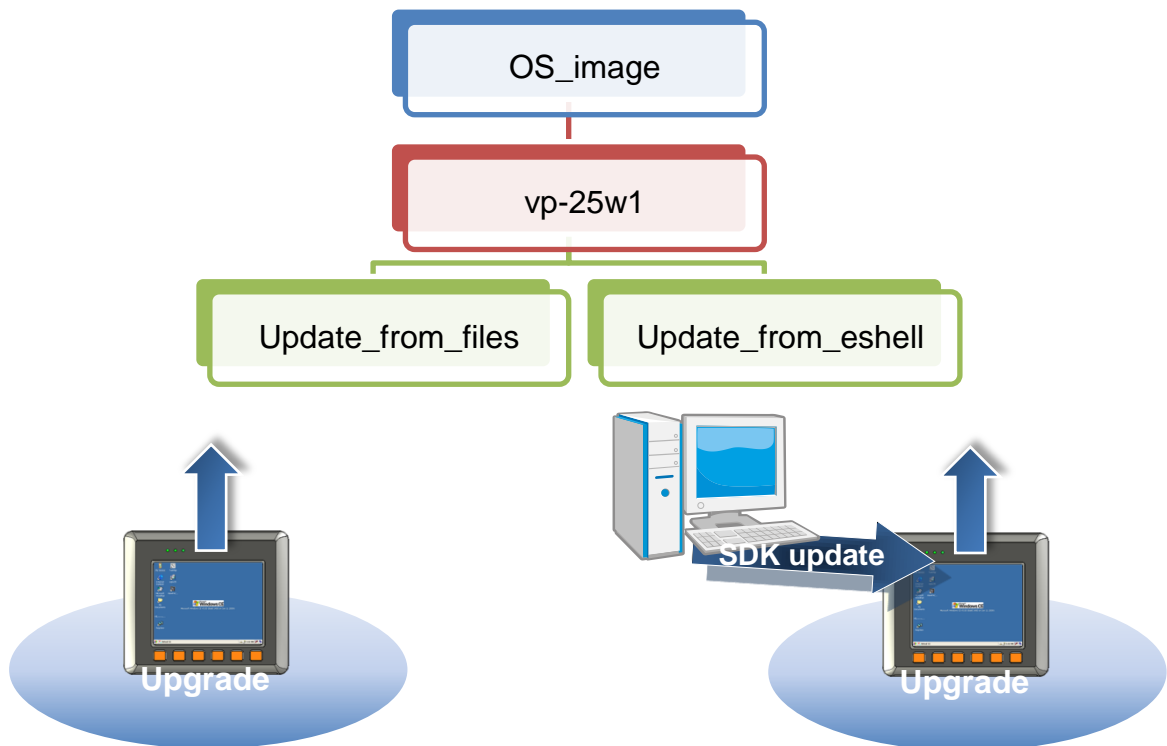 OS_image
vp-25w1
Update_from_files
Update_from_eshell
SDK update
Upgrade
Upgrade